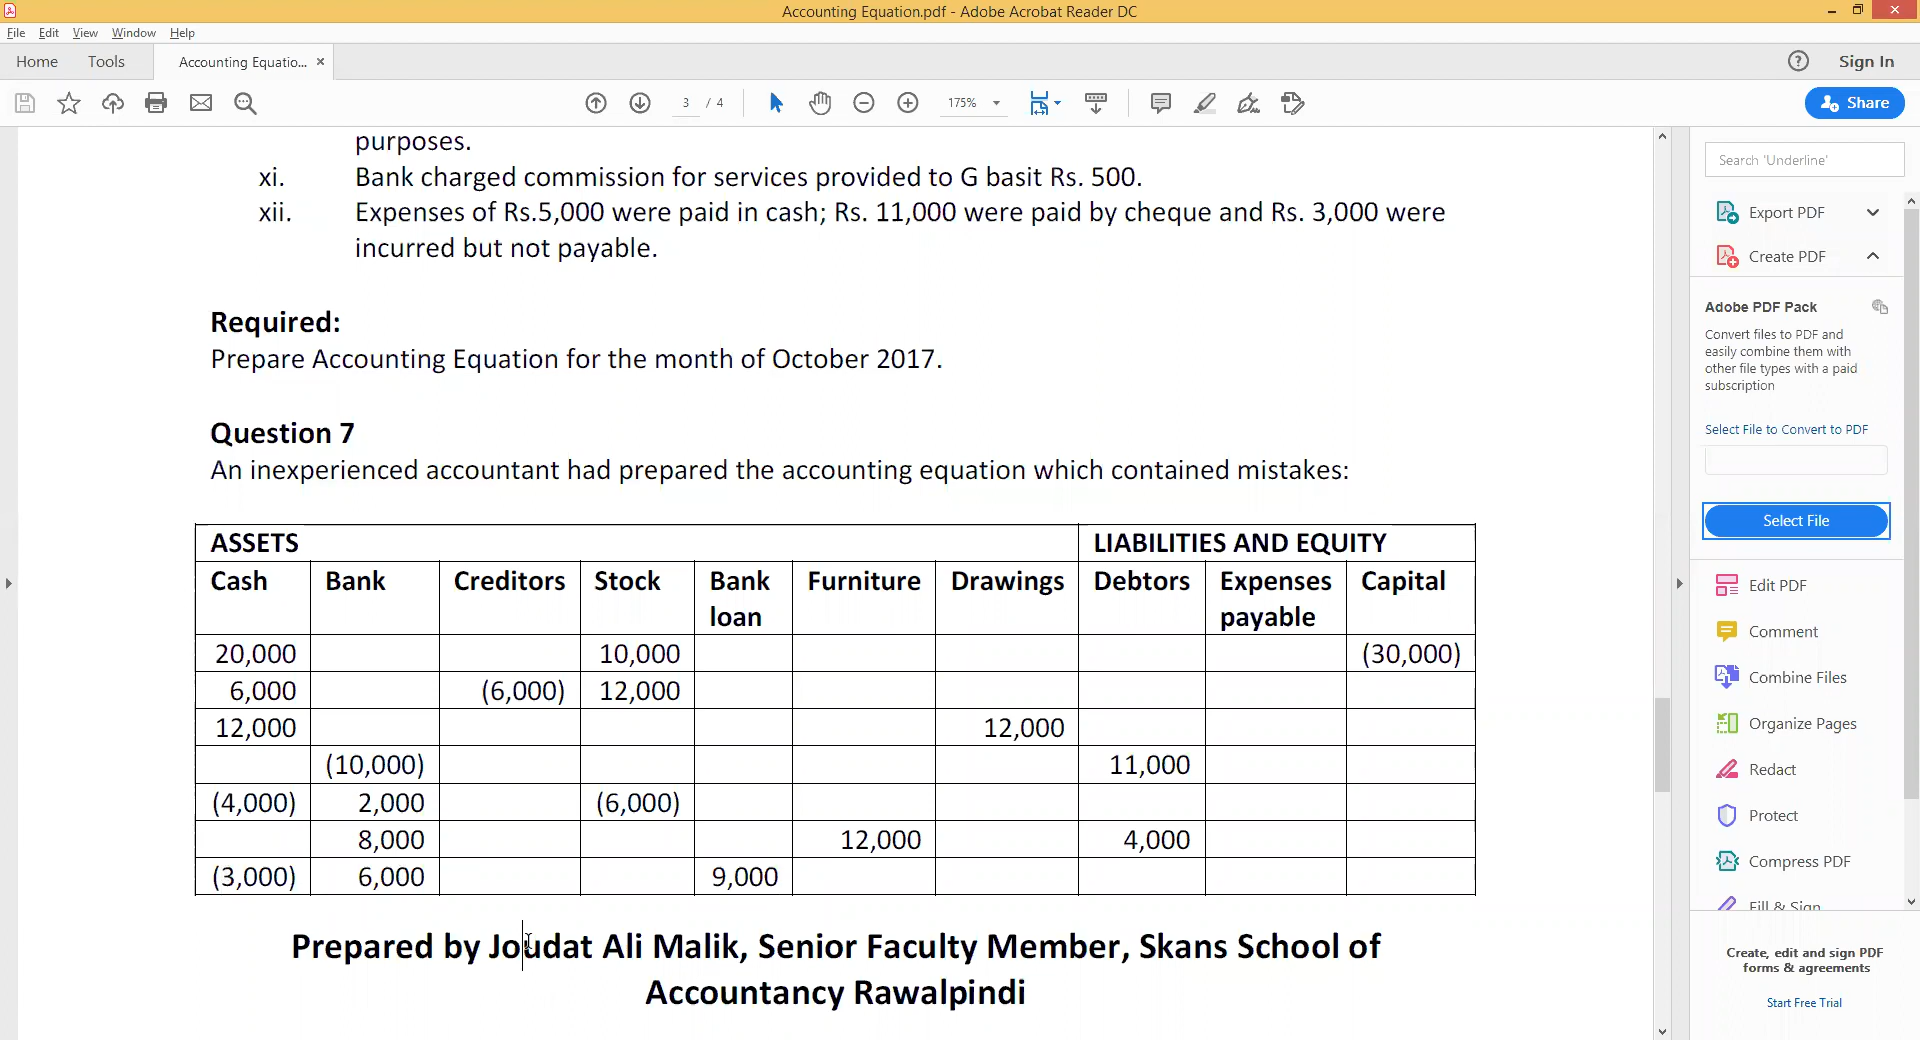 Accounting Equation.pdf - Adobe Acrobat Reader DC
File Edit View Window Help
Home Tools Accounting Equatio... × Sign In
3 / 4 175% Share
purposes.
xi. Bank charged commission for services provided to G basit Rs. 500.
xii. Expenses of Rs.5,000 were paid in cash; Rs. 11,000 were paid by cheque and Rs. 3,000 were
incurred but not payable.
Required:
Prepare Accounting Equation for the month of October 2017.
Question 7
An inexperienced accountant had prepared the accounting equation which contained mistakes:
ASSETS LIABILITIES AND EQUITY
Cash Bank Creditors Stock Bank Furniture Drawings Debtors Expenses Capital
loan payable
20,000 10,000 (30,000)
6,000 (6,000) 12,000
12,000 12,000
(10,000) 11,000
(4,000) 2,000 (6,000)
8,000 12,000 4,000
(3,000) 6,000 9,000
Prepared by Joudat Ali Malik, Senior Faculty Member, Skans School of
Accountancy Rawalpindi
Search 'Underline'
Export PDF
Create PDF
Adobe PDF Pack
Convert files to PDF and
easily combine them with
other file types with a paid
subscription
Select File to Convert to PDF
Select File
Edit PDF
Comment
Combine Files
Organize Pages
Redact
Protect
Compress PDF
Fill & Sign
Create, edit and sign PDF
forms & agreements
Start Free Trial